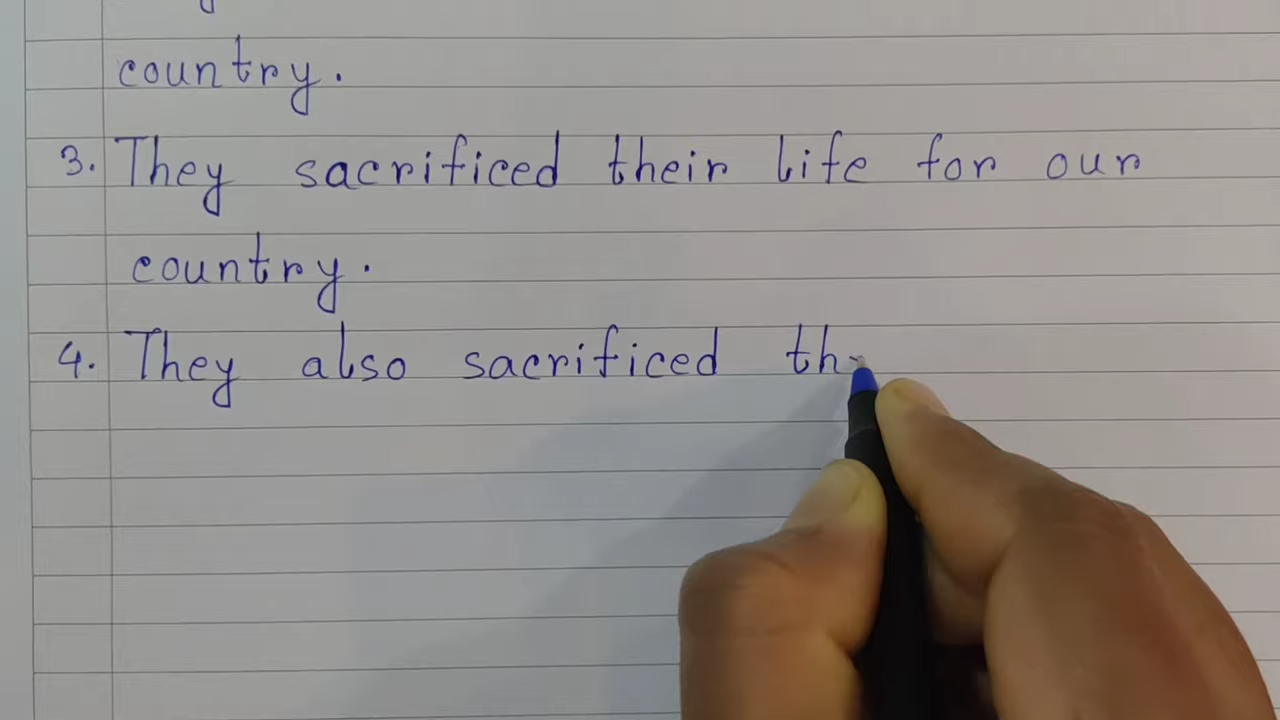 country.
3. They sacrificed their life for our
country.
4. They also sacrificed th